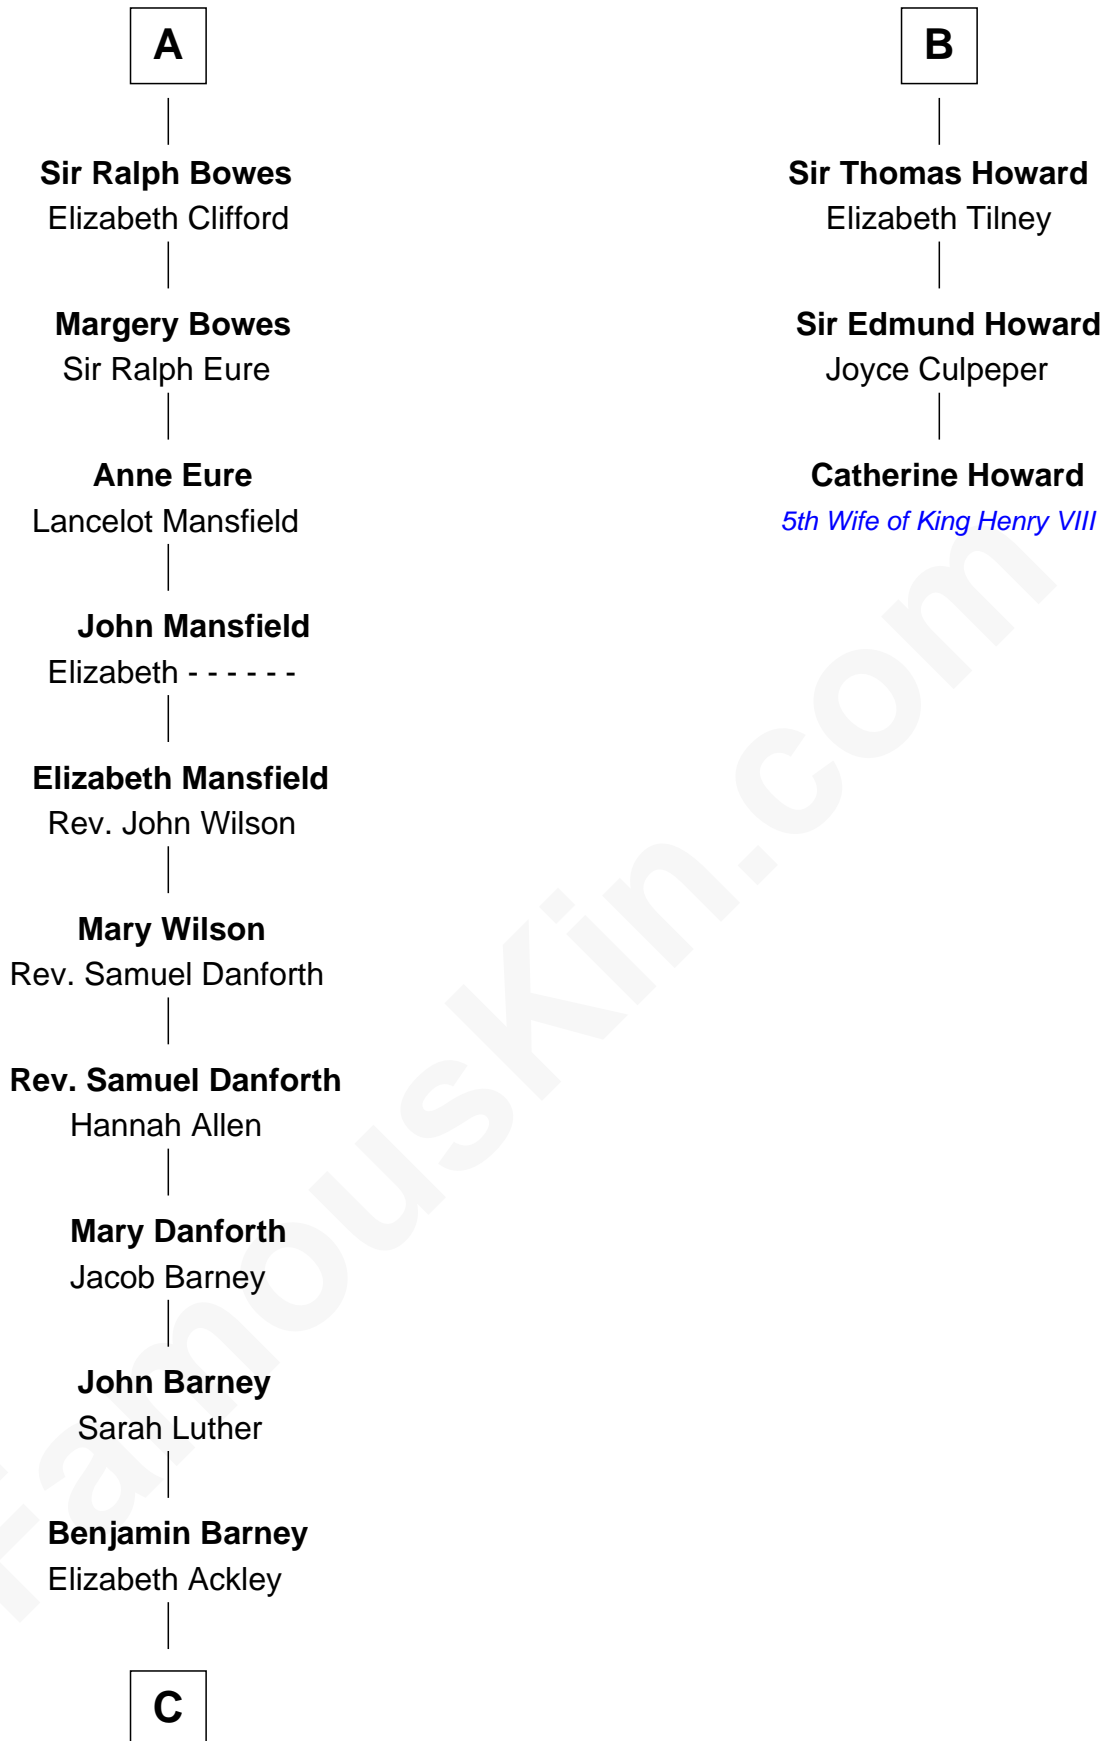 A
Sir Ralph Bowes
Elizabeth Clifford
Margery Bowes
Sir Ralph Eure
Anne Eure
Lancelot Mansfield
John Mansfield
Elizabeth - - - - - -
Elizabeth Mansfield
Rev. John Wilson
Mary Wilson
Rev. Samuel Danforth
Rev. Samuel Danforth
Hannah Allen
Mary Danforth
Jacob Barney
John Barney
Sarah Luther
Benjamin Barney
Elizabeth Ackley
C
B
Sir Thomas Howard
Elizabeth Tilney
Sir Edmund Howard
Joyce Culpeper
Catherine Howard
5th Wife of King Henry VIII
FamousKin.com